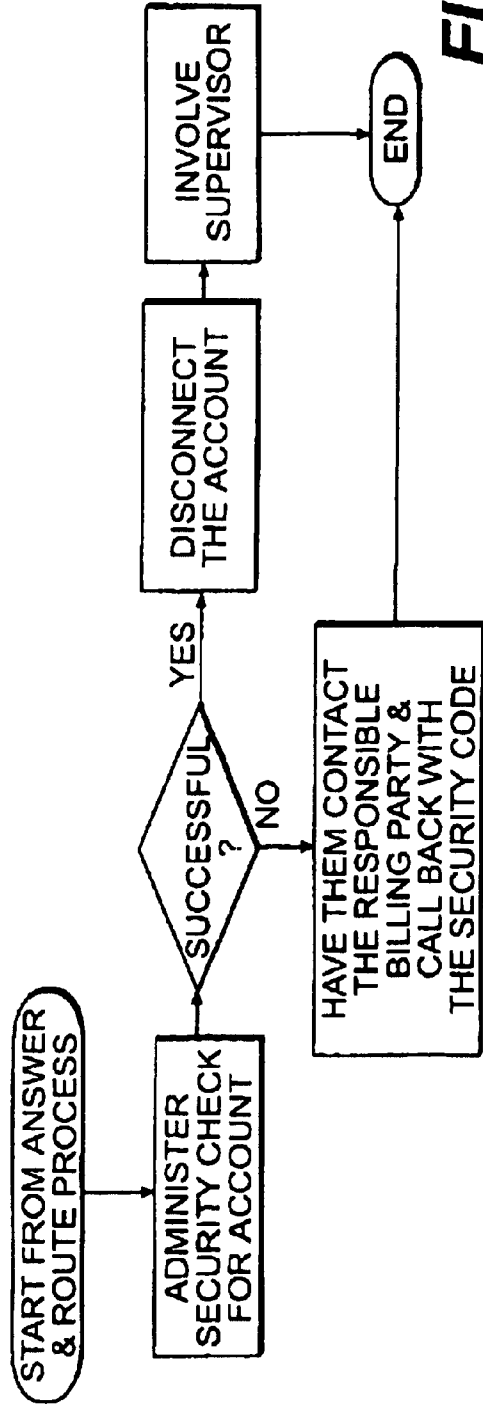 START FROM ANSWER
& ROUTE PROCESS
ADMINISTER
SECURITY CHECK
FOR ACCOUNT
SUCCESSFUL
?
YES
NO
DISCONNECT
THE ACCOUNT
INVOLVE
SUPERVISOR
HAVE THEM CONTACT
THE RESPONSIBLE
BILLING PARTY &
CALL BACK WITH
THE SECURITY CODE
END